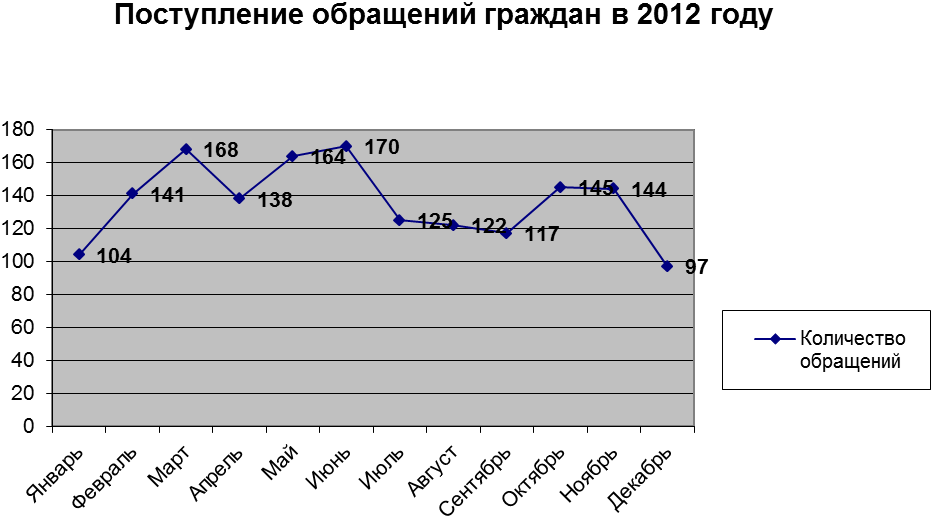 Поступление обращений граждан в 2012 году
180
160
140
120
100
80
60
40
20
0
104
141
168
138
164
170
125
122
117
145
144
97
Январь
Февраль
Март
Апрель
Май
Июнь
Июль
Август
Сентябрь
Октябрь
Ноябрь
Декабрь
Количество
обращений